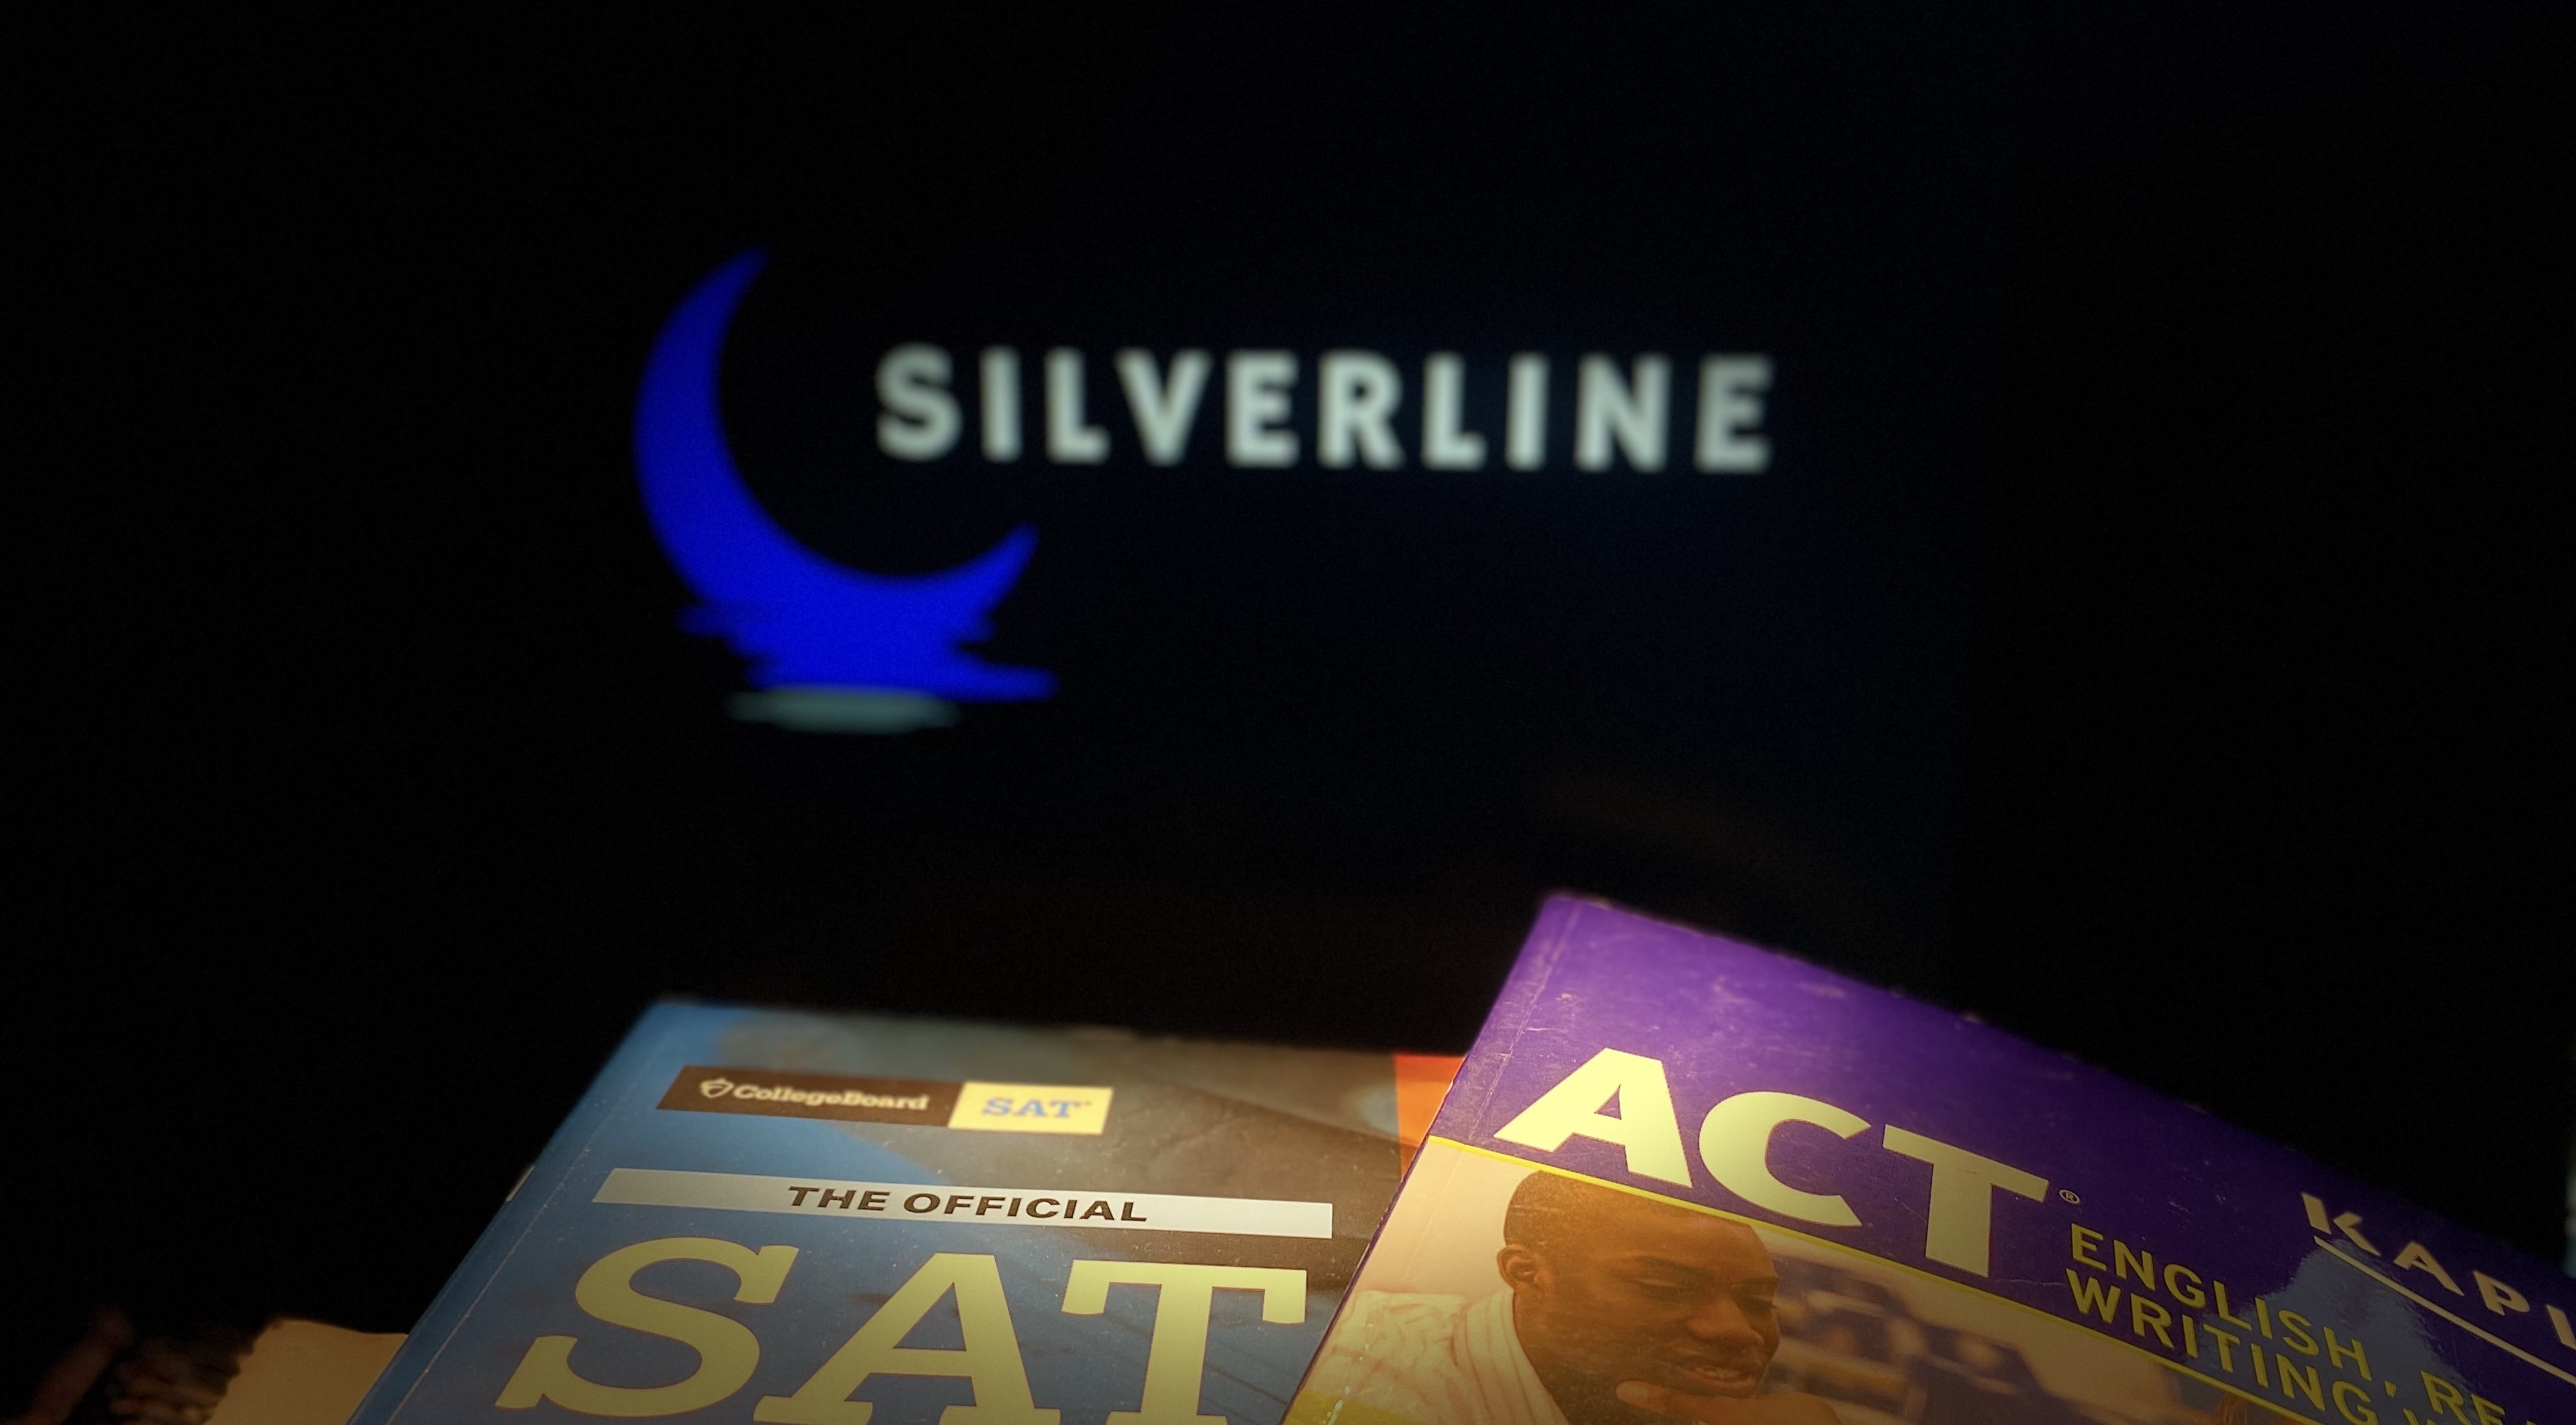 SILVERLINE
CollegeBoard SAT
THE OFFICIAL
SAT
ACT®
ENGLISH,
WRITING,